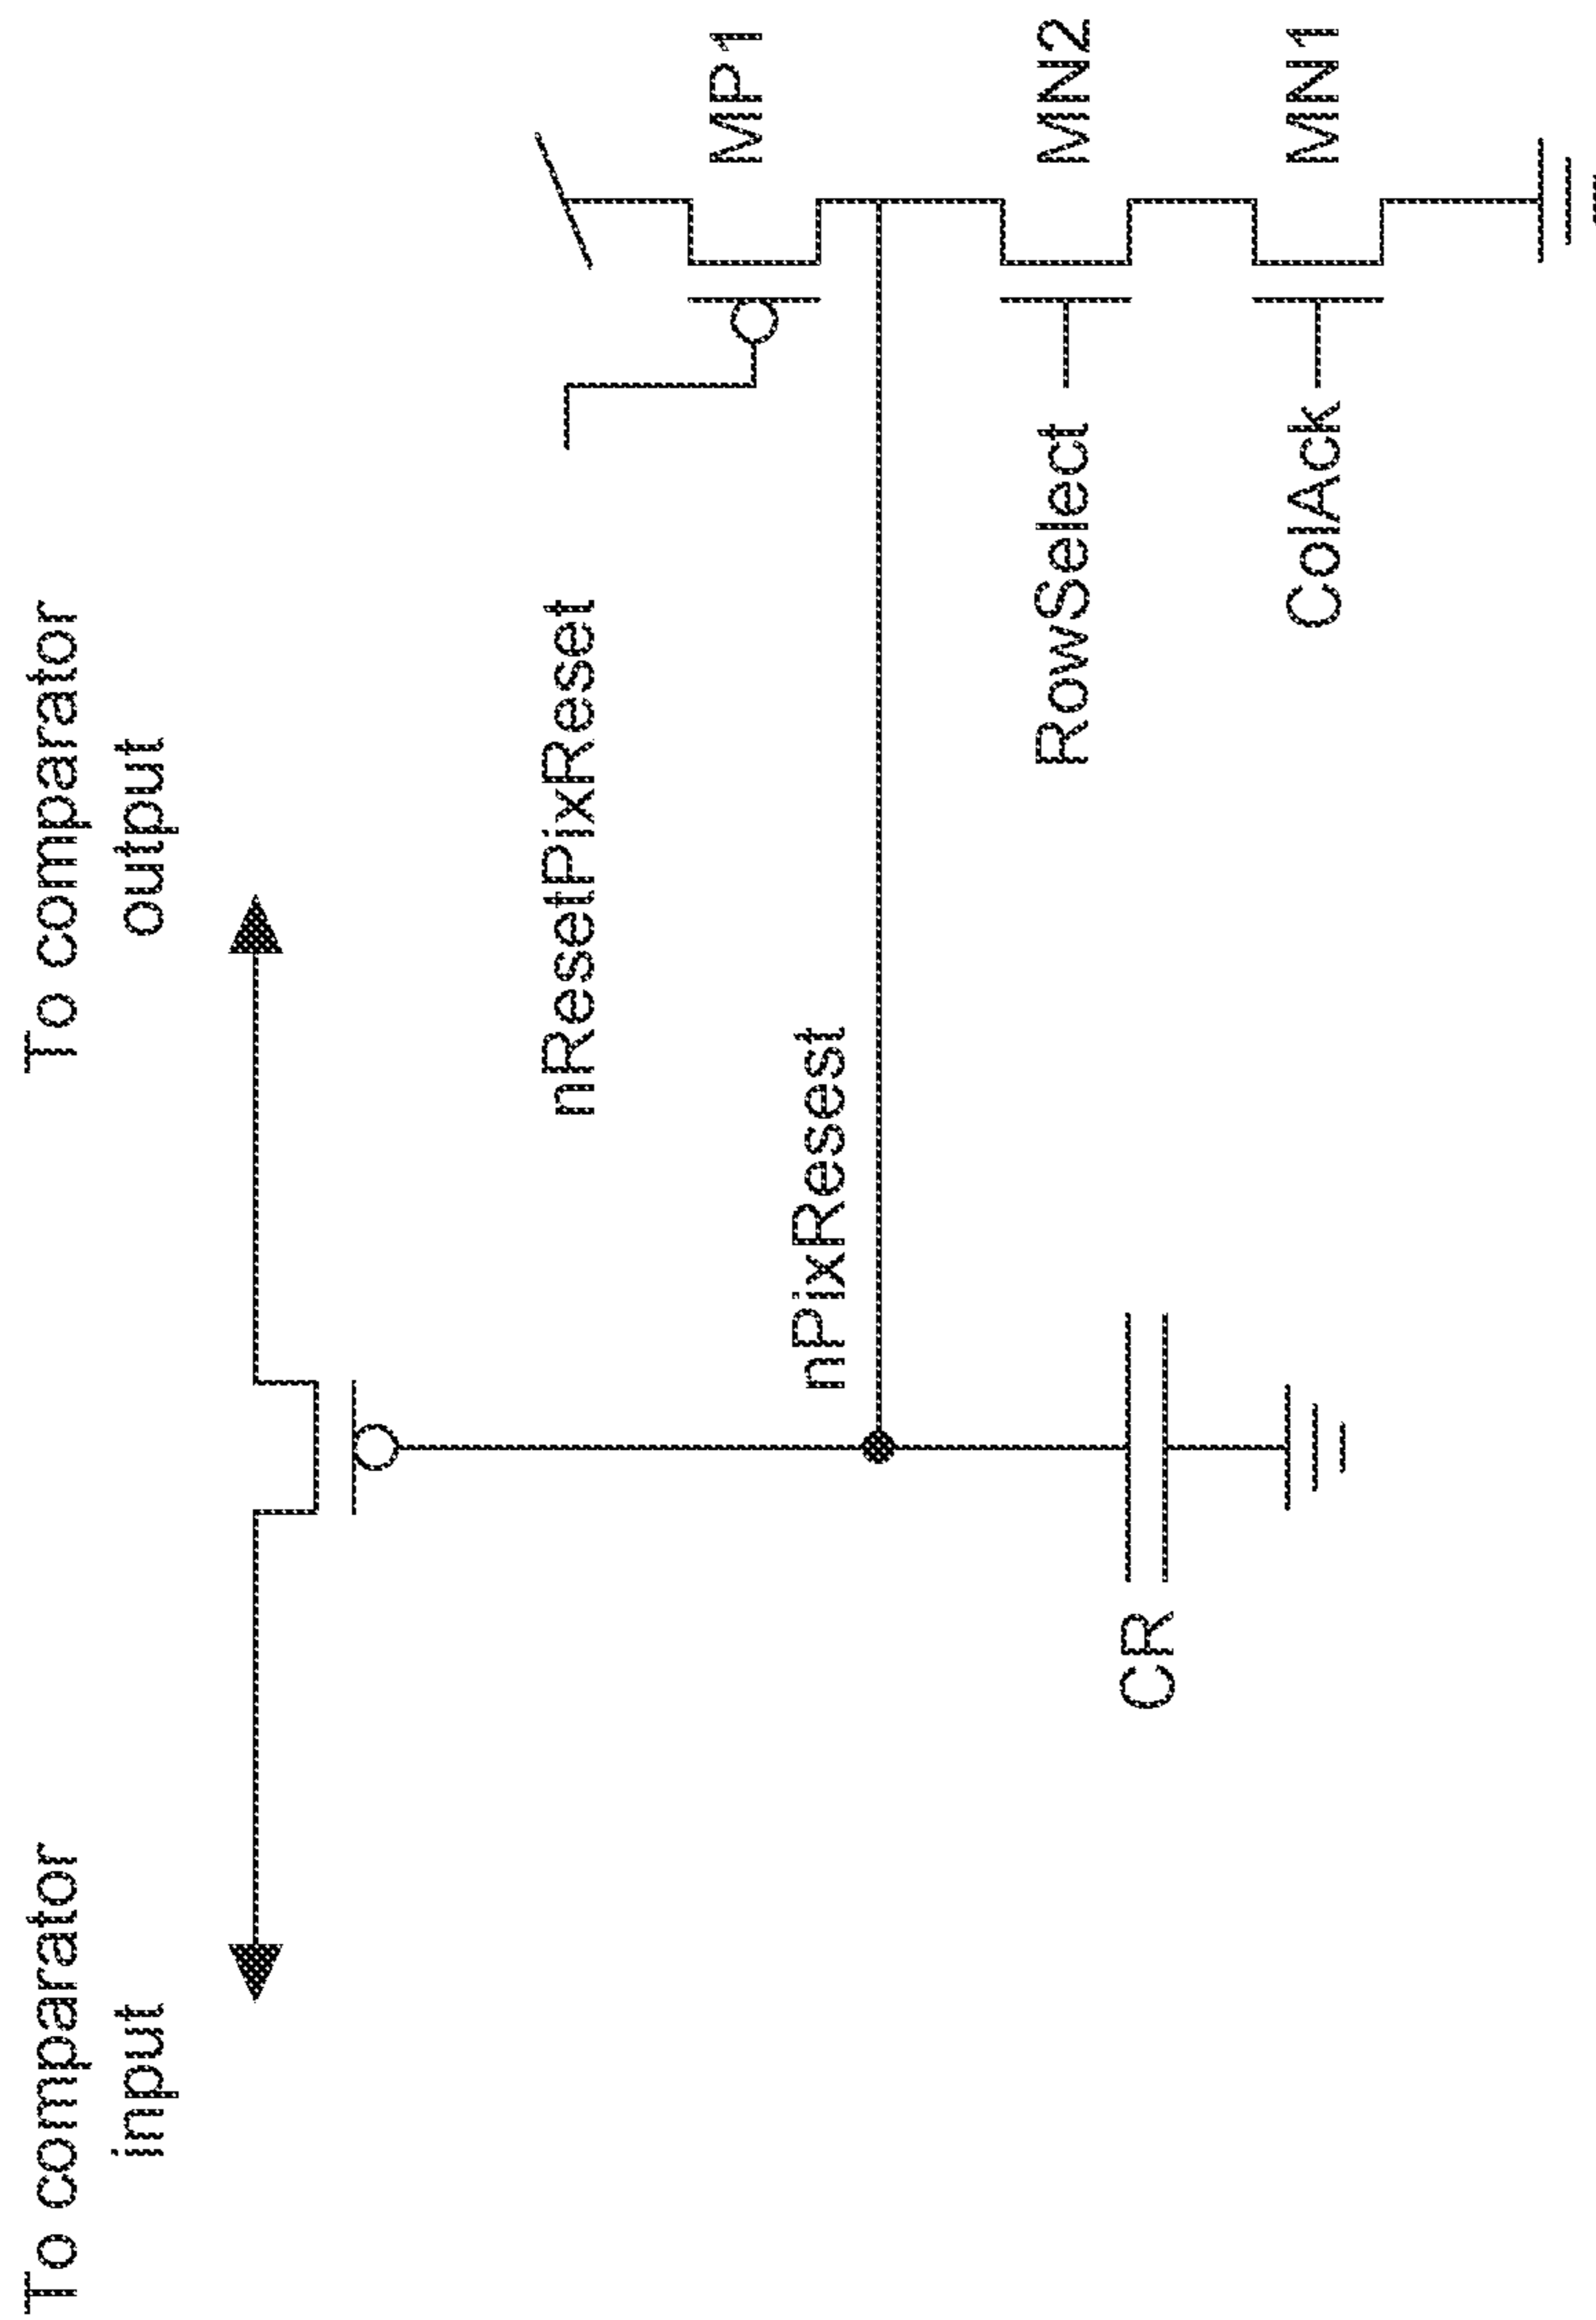 To comparator
input
To comparator
output
nResetPixReset
MP1
nPixResest
RowSelect
MN2
CR
ColAck
MN1